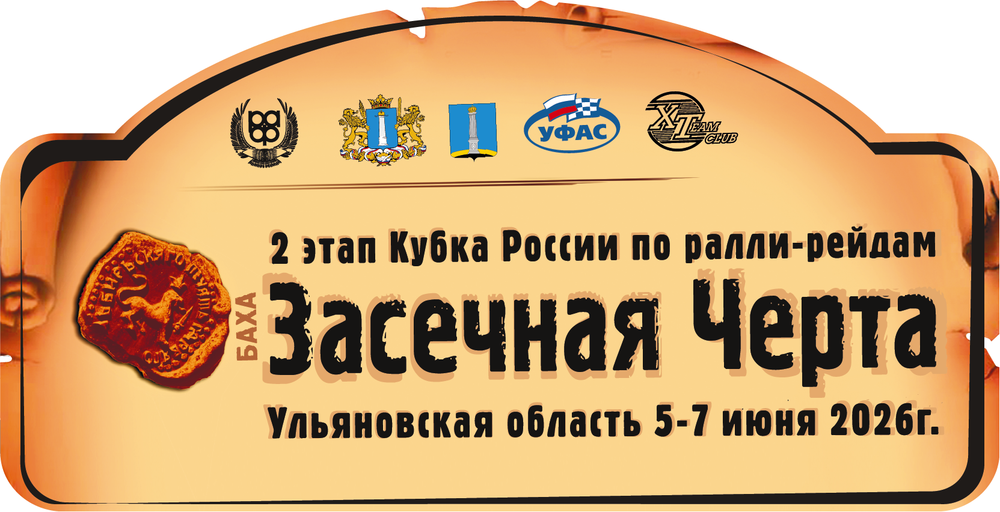 УФАС
XTEAM
CLUB
2 этап Кубка России по ралли-рейдам
БАХА
Засечная Черта
Ульяновская область 5-7 июня 2026г.